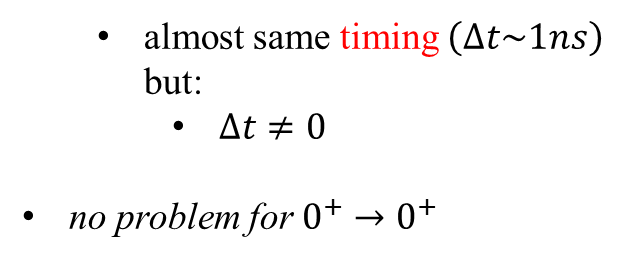 • almost same timing (Δt~1ns)
but:
• Δt ≠ 0
• no problem for 0⁺ → 0⁺